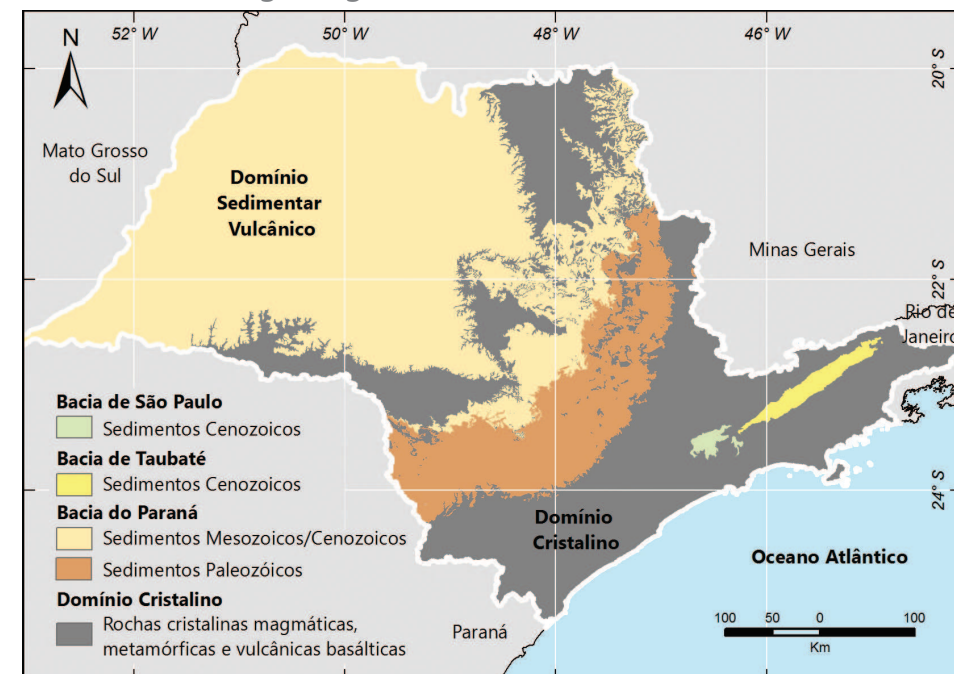 N
52° W
50° W
48° W
46° W
20° S
Mato Grosso
do Sul
Domínio
Sedimentar
Vulcânico
Minas Gerais
22° S
Rio de
Janeiro
Bacia de São Paulo
Sedimentos Cenozoicos
Bacia de Taubaté
Sedimentos Cenozoicos
Bacia do Paraná
Sedimentos Mesozoicos/Cenozoicos
Sedimentos Paleozóicos
Domínio Cristalino
Rochas cristalinas magmáticas,
metamórficas e vulcânicas basálticas
24° S
Domínio
Cristalino
Oceano Atlântico
Paraná
100 50 0 100
Km